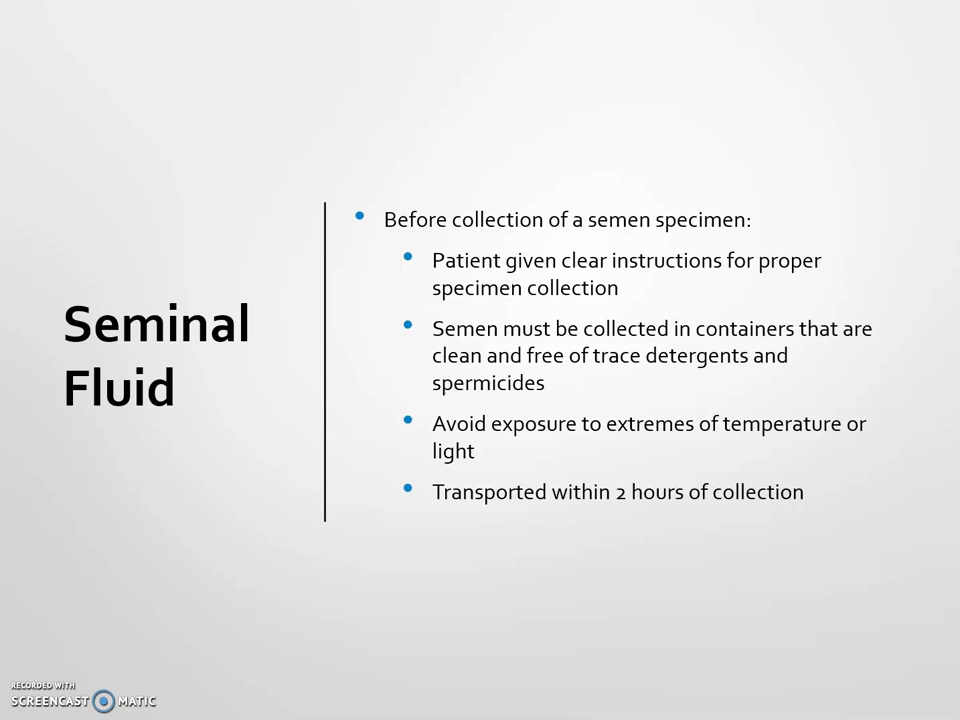 Seminal
Fluid
Before collection of a semen specimen:
Patient given clear instructions for proper
specimen collection
Semen must be collected in containers that are
clean and free of trace detergents and
spermicides
Avoid exposure to extremes of temperature or
light
Transported within 2 hours of collection
RECORDED WITH
SCREENCAST MATIC